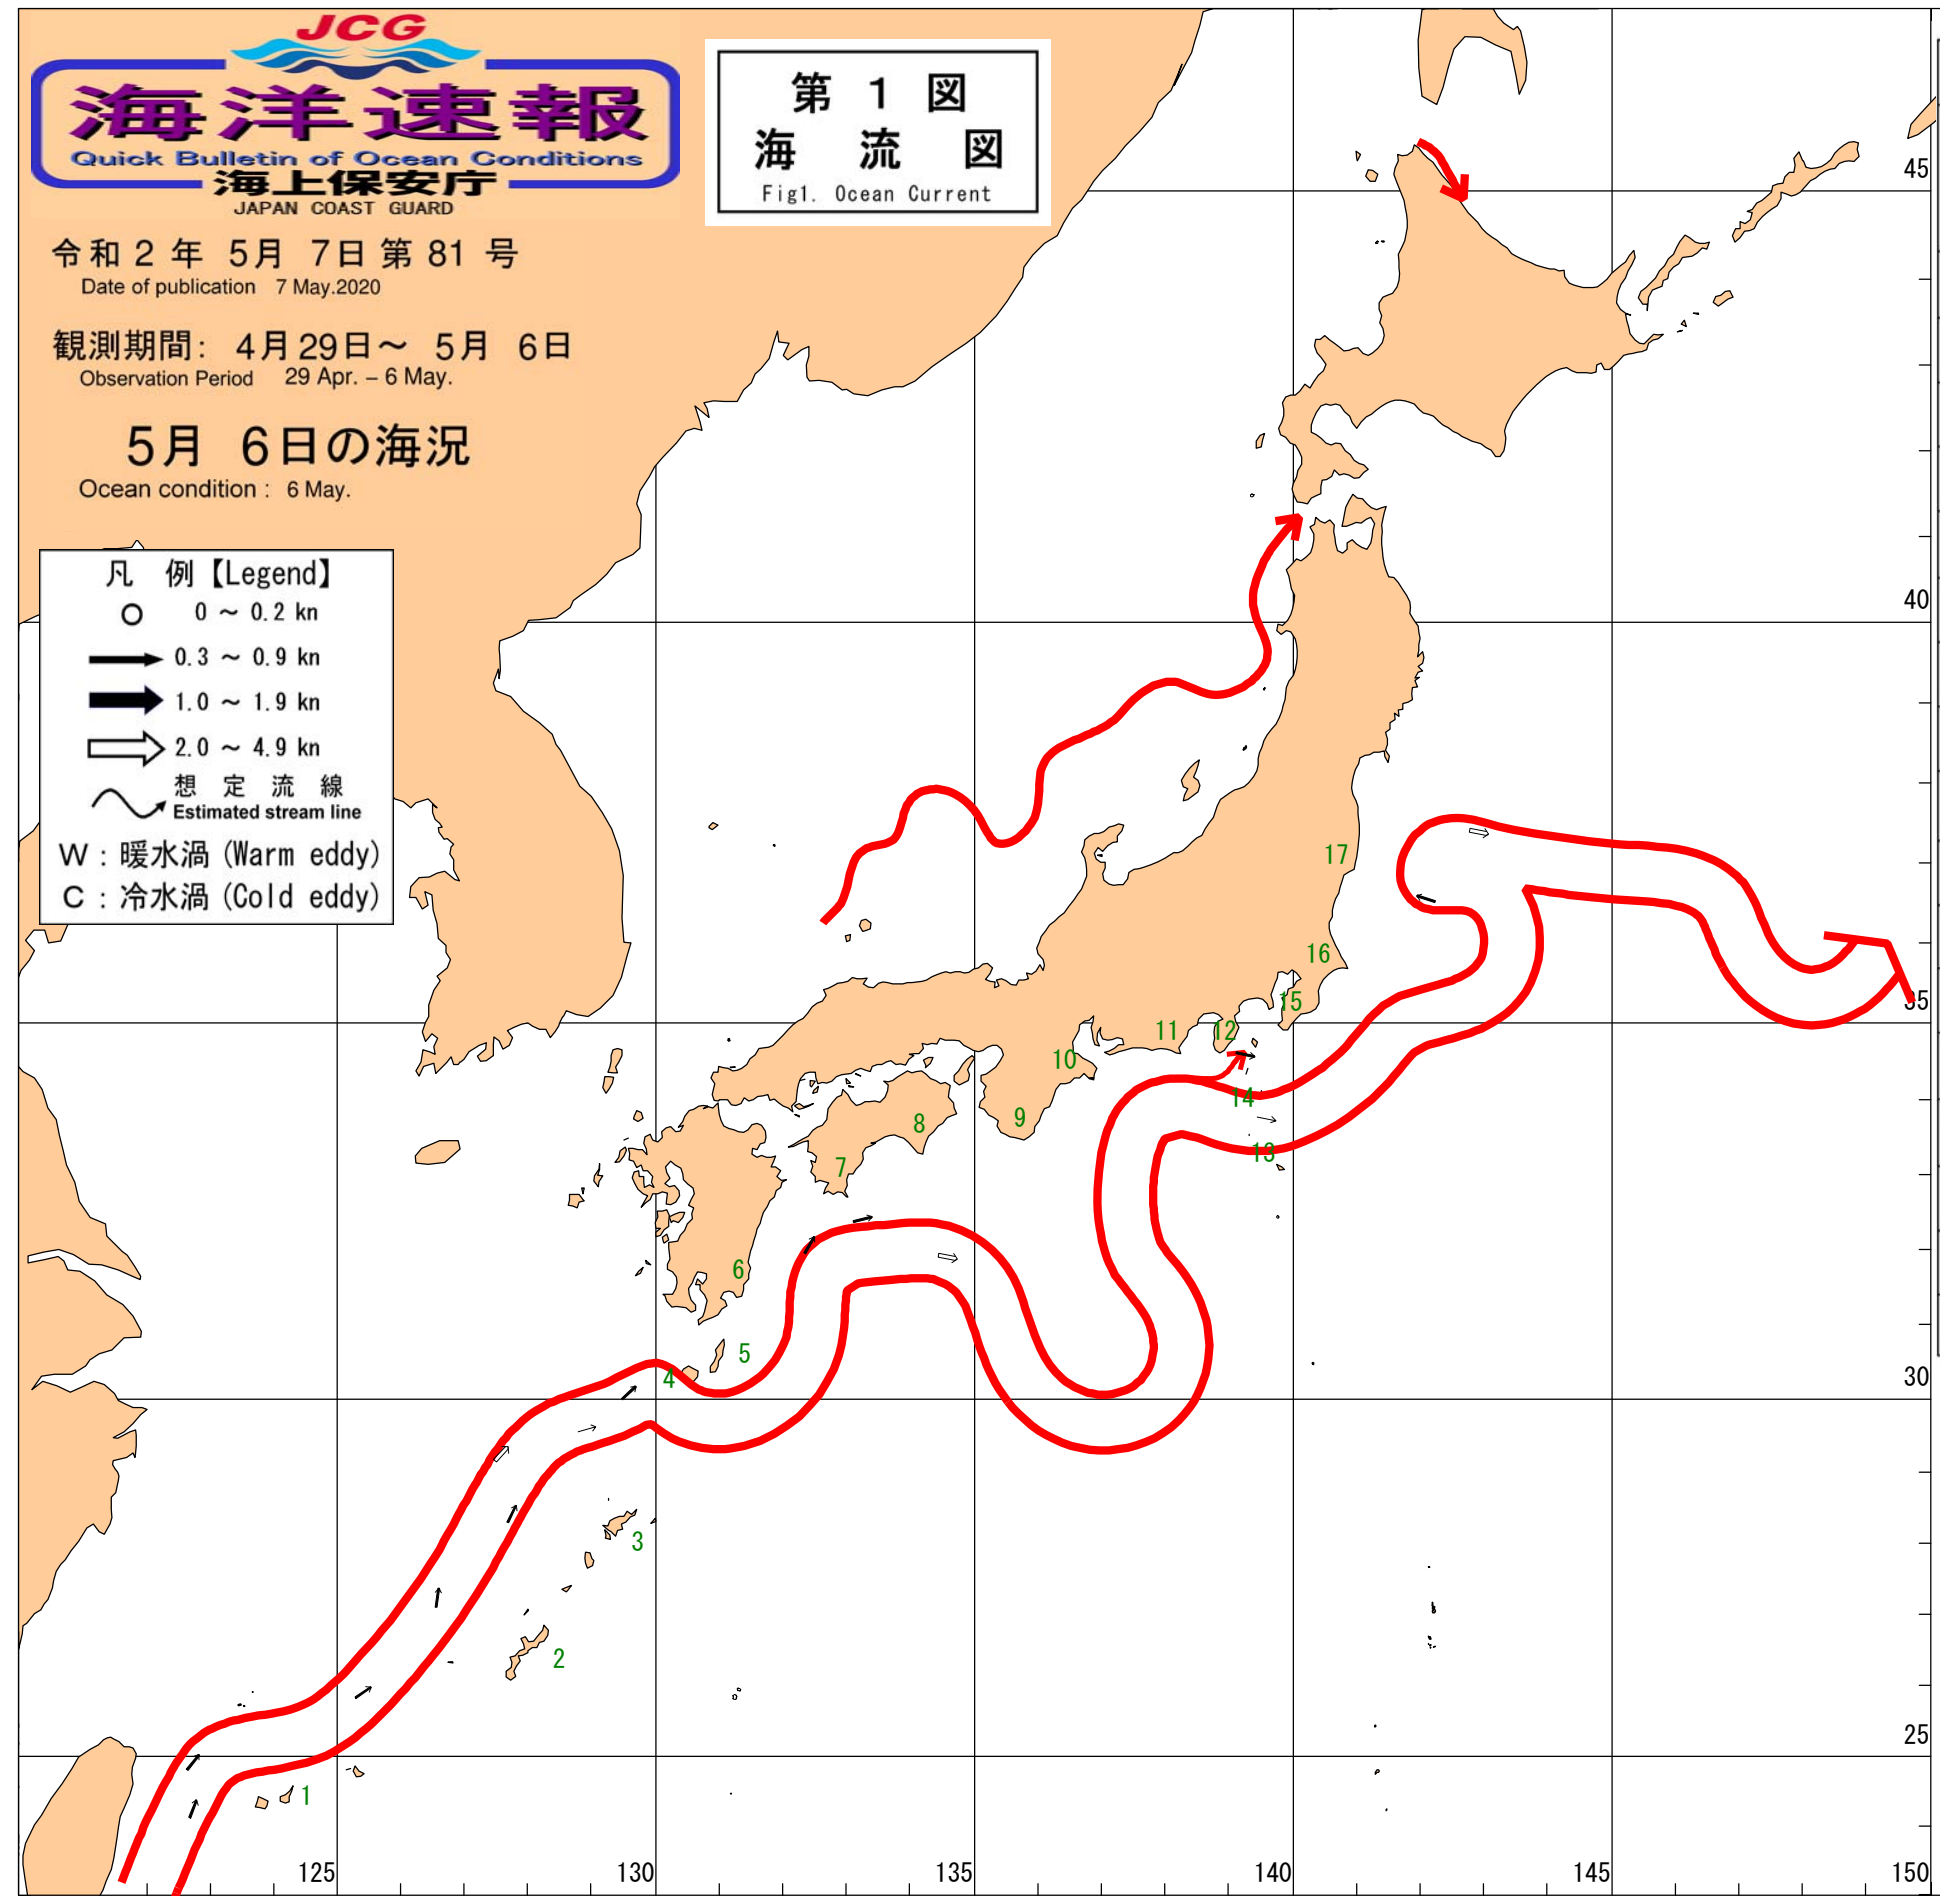 JCG
海洋速報
Quick Bulletin of Ocean Conditions
海上保安庁
JAPAN COAST GUARD
令和 2 年 5月 7日 第 81 号
Date of publication 7 May.2020
観測期間: 4月 29日～ 5月 6日
Observation Period 29 Apr. – 6 May.
5月 6日の海況
Ocean condition : 6 May.
第 1 図
海 流 図
Fig1. Ocean Current
凡 例【Legend】
0 ～ 0.2 kn
0.3 ～ 0.9 kn
1.0 ～ 1.9 kn
2.0 ～ 4.9 kn
想 定 流 線
Estimated stream line
W : 暖水渦 (Warm eddy)
C : 冷水渦 (Cold eddy)
45
40
35
30
25
17
16
15
12
11
10
14
13
9
8
7
6
5
4
3
2
1
125
130
135
140
145
150